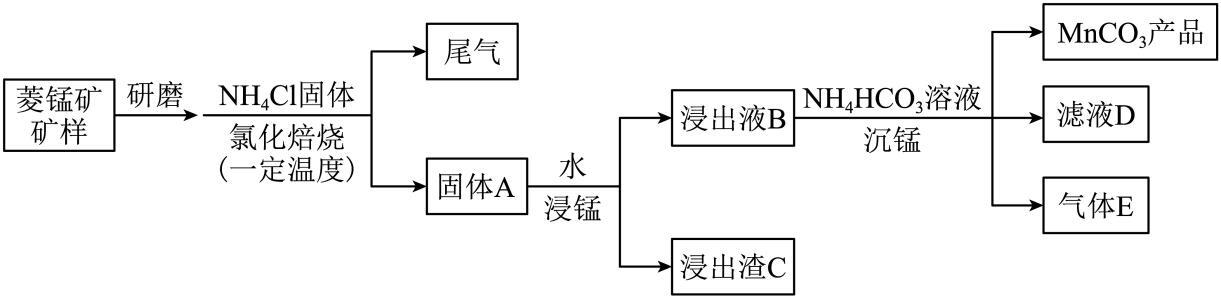 菱锰矿
矿样
研磨
NH₄Cl固体
氯化焙烧
(一定温度)
尾气
固体A
水
浸锰
浸出液B
浸出渣C
NH₄HCO₃溶液
沉锰
MnCO₃产品
滤液D
气体E